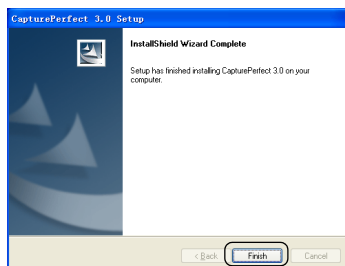 CapturePerfect 3.0 Setup
InstallShield Wizard Complete
Setup has finished installing CapturePerfect 3.0 on your
computer.
< Back
Finish
Cancel